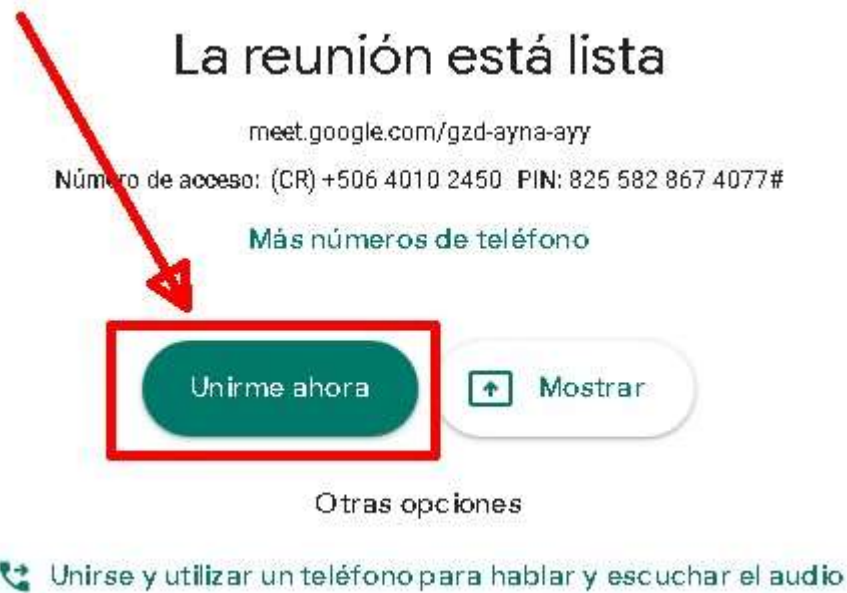 La reunión está lista
meet.google.com/gzd-ayna-ayy
Número de acceso: (CR) +506 4010 2450 PIN: 825 582 867 4077#
Más números de teléfono
Unirme ahora
Mostrar
Otras opciones
Unirse y utilizar un teléfono para hablar y escuchar el audio